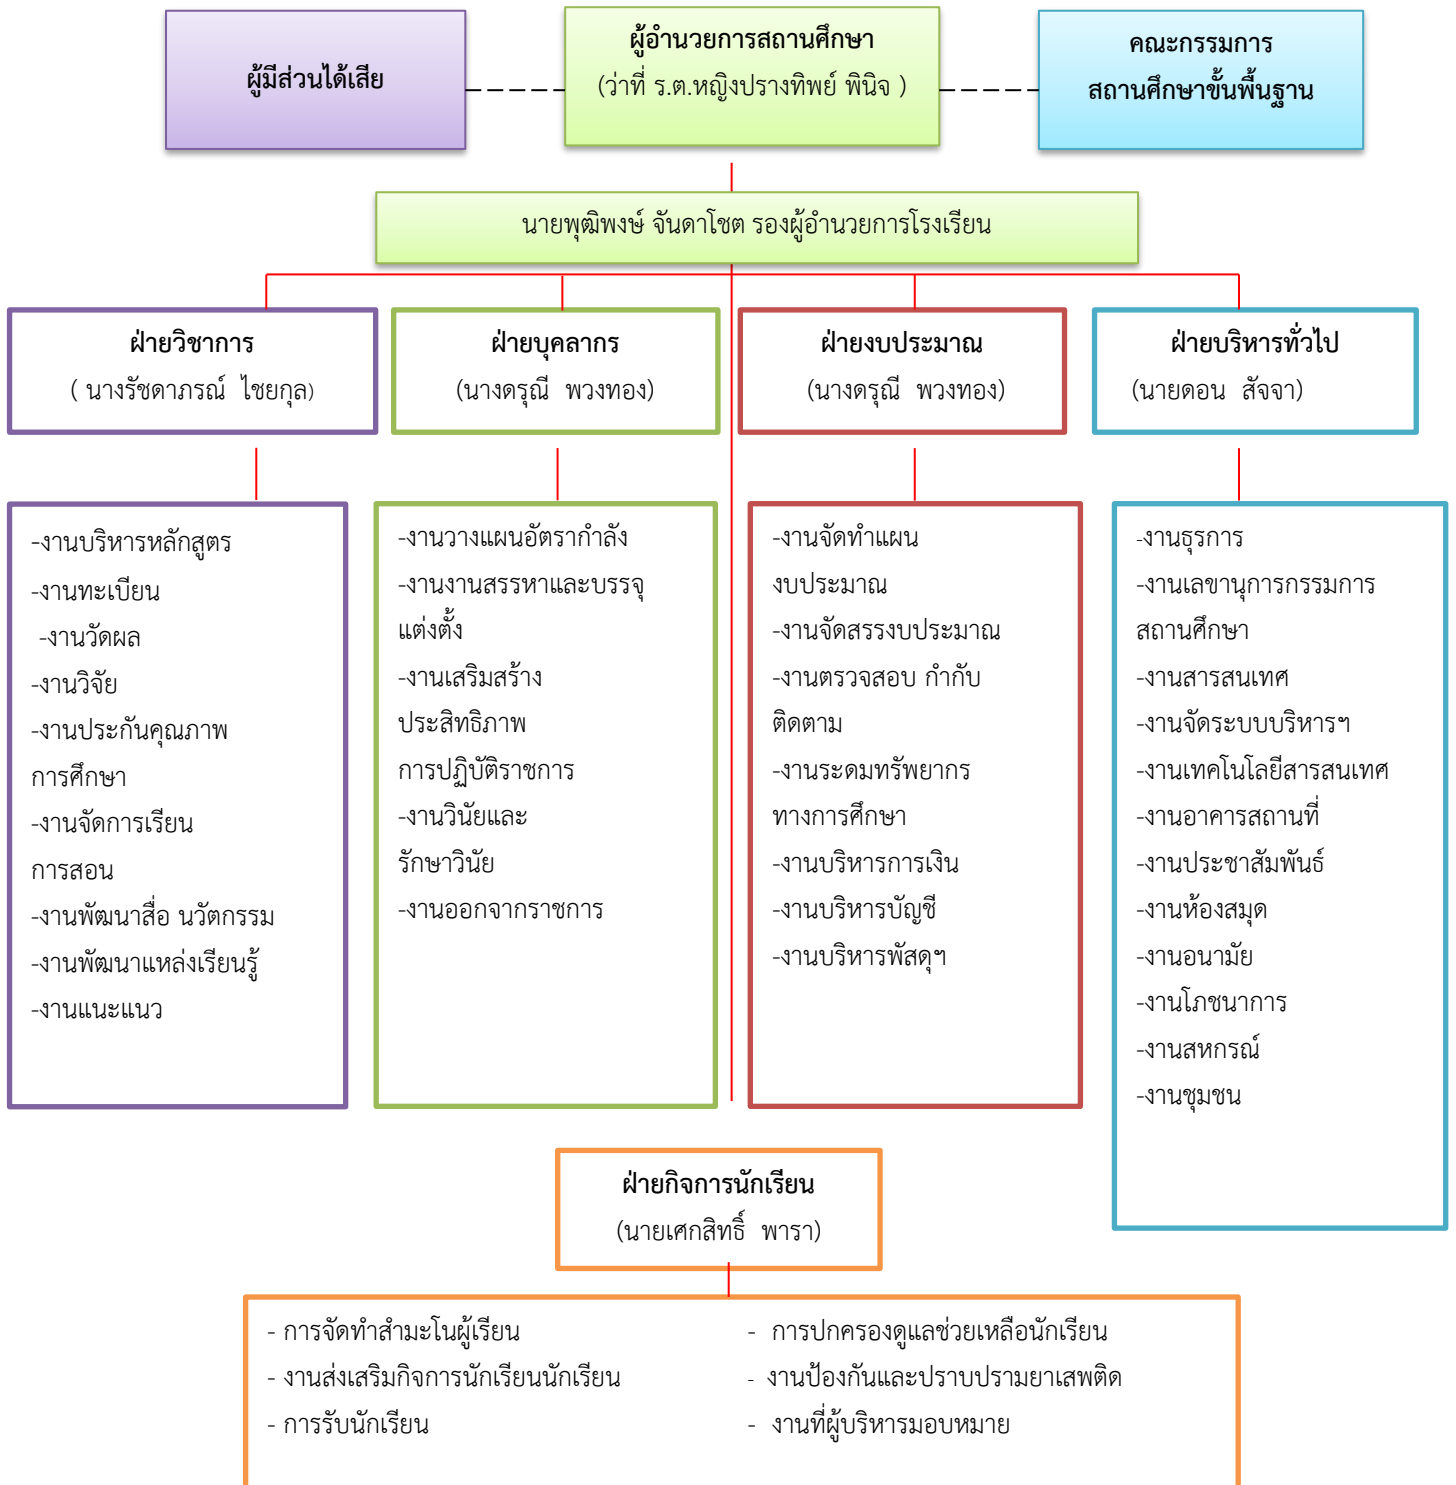 ผู้มีส่วนได้เสีย
ผู้อำนวยการสถานศึกษา
(ว่าที่ ร.ต.หญิงปรางทิพย์ พินิจ )
คณะกรรมการ
สถานศึกษาขั้นพื้นฐาน
นายพุฒิพงษ์ จันดาโชต รองผู้อำนวยการโรงเรียน
ฝ่ายวิชาการ
( นางรัชดาภรณ์ ไชยกุล)
ฝ่ายบุคลากร
(นางดรุณี พวงทอง)
ฝ่ายงบประมาณ
(นางดรุณี พวงทอง)
ฝ่ายบริหารทั่วไป
(นายดอน สัจจา)
-งานบริหารหลักสูตร
-งานทะเบียน
-งานวัดผล
-งานวิจัย
-งานประกันคุณภาพ
การศึกษา
-งานจัดการเรียน
การสอน
-งานพัฒนาสื่อ นวัตกรรม
-งานพัฒนาแหล่งเรียนรู้
-งานแนะแนว
-งานวางแผนอัตรากำลัง
-งานงานสรรหาและบรรจุ
แต่งตั้ง
-งานเสริมสร้าง
ประสิทธิภาพ
การปฏิบัติราชการ
-งานวินัยและ
รักษาวินัย
-งานออกจากราชการ
-งานจัดทำแผน
งบประมาณ
-งานจัดสรรงบประมาณ
-งานตรวจสอบ กำกับ
ติดตาม
-งานระดมทรัพยากร
ทางการศึกษา
-งานบริหารการเงิน
-งานบริหารบัญชี
-งานบริหารพัสดุฯ
-งานธุรการ
-งานเลขานุการกรรมการ
สถานศึกษา
-งานสารสนเทศ
-งานจัดระบบบริหารฯ
-งานเทคโนโลยีสารสนเทศ
-งานอาคารสถานที่
-งานประชาสัมพันธ์
-งานห้องสมุด
-งานอนามัย
-งานโภชนาการ
-งานสหกรณ์
-งานชุมชน
ฝ่ายกิจการนักเรียน
(นายเศกสิทธิ์ พารา)
- การจัดทำสำมะโนผู้เรียน
- งานส่งเสริมกิจการนักเรียนนักเรียน
- การรับนักเรียน
- การปกครองดูแลช่วยเหลือนักเรียน
- งานป้องกันและปราบปรามยาเสพติด
- งานที่ผู้บริหารมอบหมาย